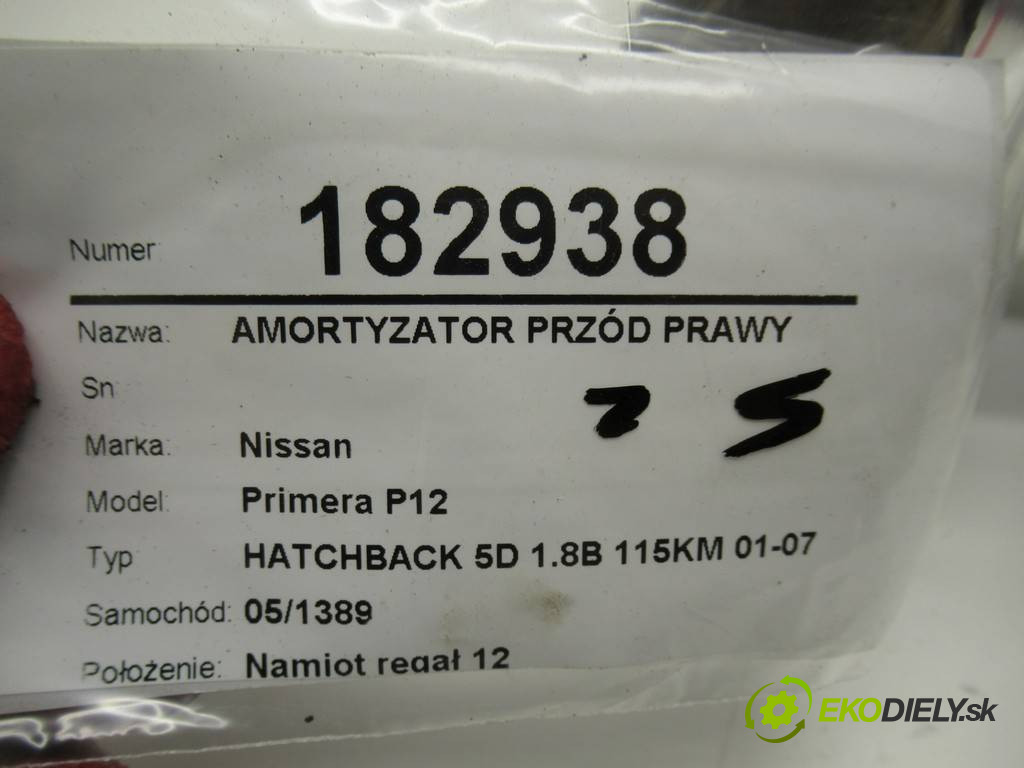 Numer: 182938
Nazwa: AMORTYZATOR PRZÓD PRAWY
Sn
Marka: Nissan
Model: Primera P12
Typ HATCHBACK 5D 1.8B 115KM 01-07
Samochód: 05/1389
Położenie: Namiot regał 12
EKODIELY.sk